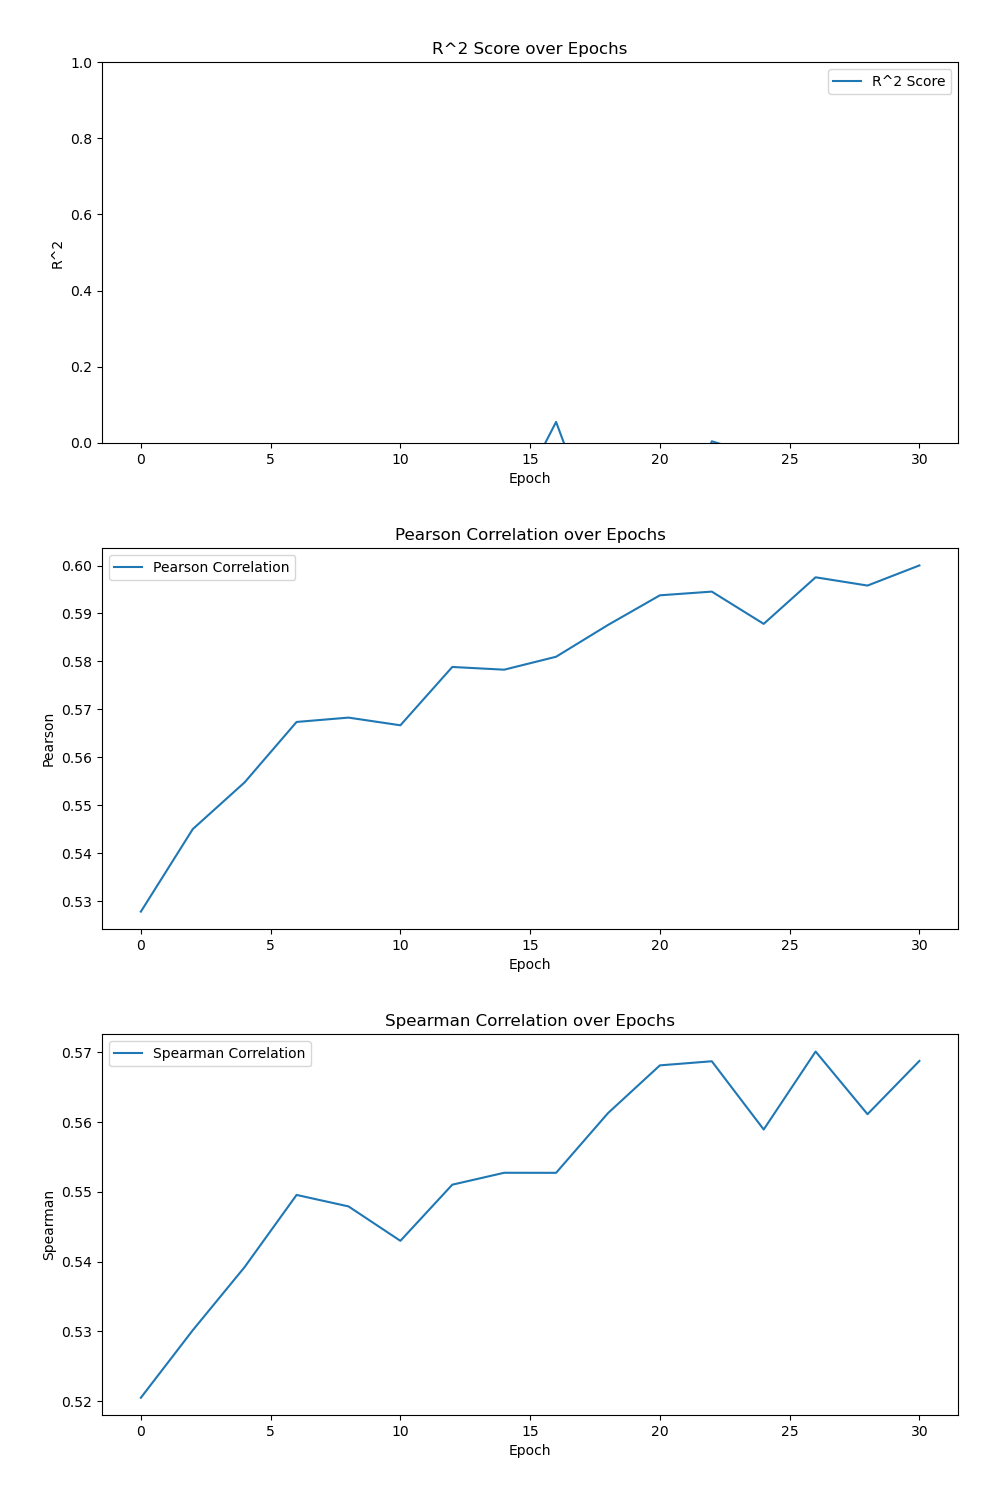 R^2 Score over Epochs
1.0
R^2 Score
0.8
0.6
R^2
0.4
0.2
0.0
0 5 10 15 20 25 30
Epoch
Pearson Correlation over Epochs
0.60
Pearson Correlation
0.59
0.58
0.57
Pearson
0.56
0.55
0.54
0.53
0 5 10 15 20 25 30
Epoch
Spearman Correlation over Epochs
0.57
Spearman Correlation
0.56
0.55
Spearman
0.54
0.53
0.52
0 5 10 15 20 25 30
Epoch